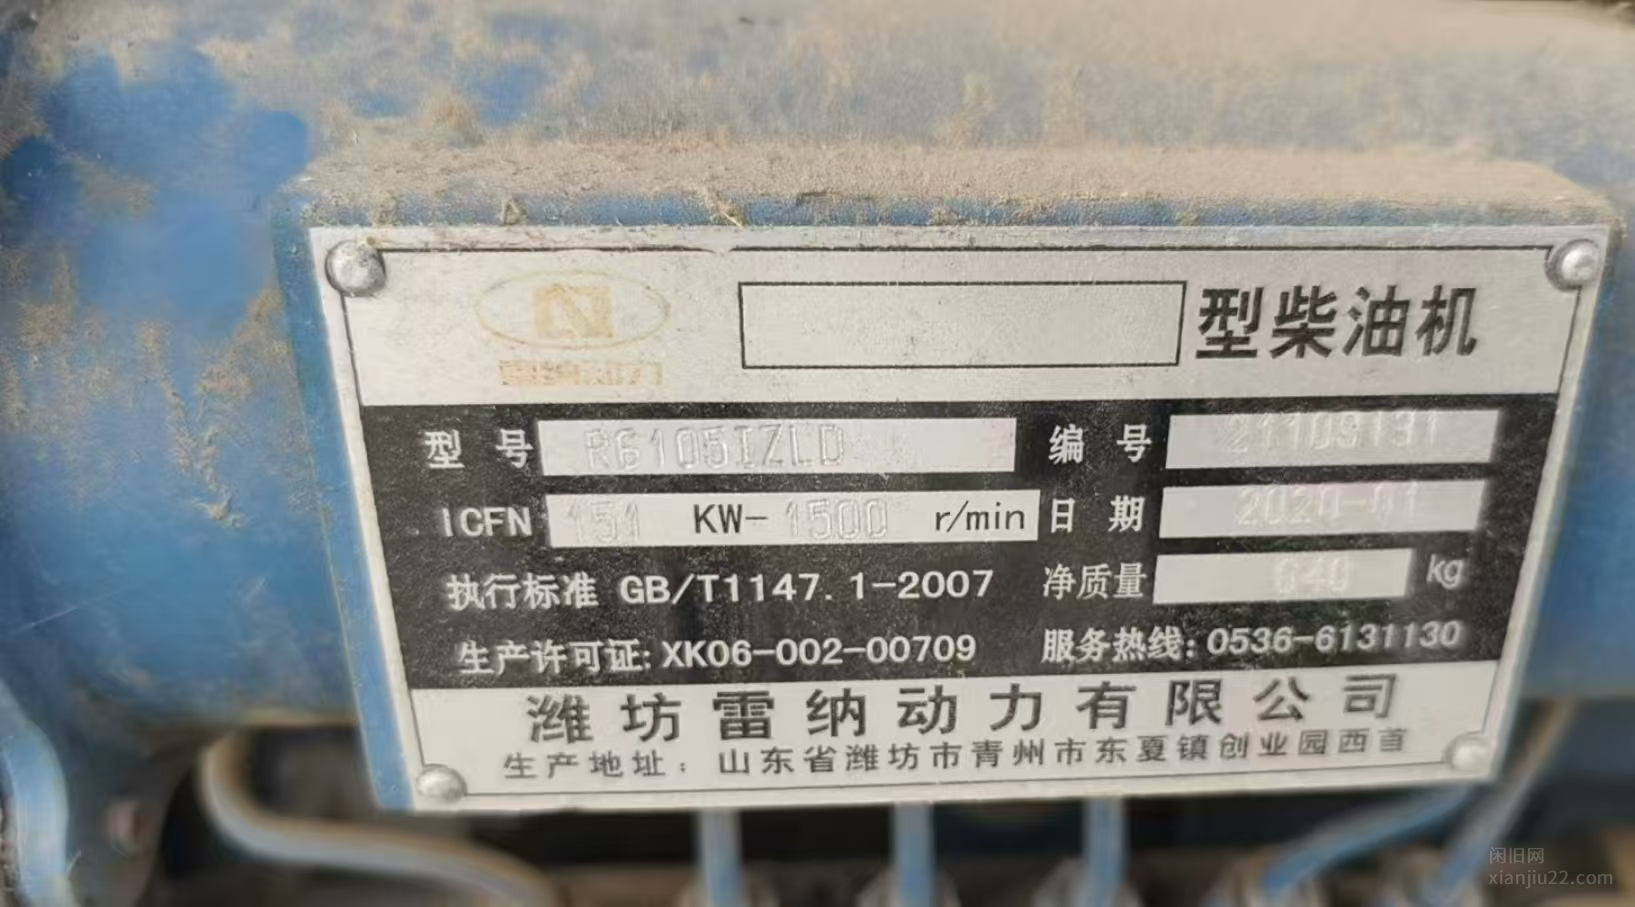 雷纳动力
型柴油机
型号 R6105IZLD 编号 21109131
ICFN 151 KW-1500 r/min 日期 2020-01
执行标准 GB/T1147.1-2007 净质量 640 kg
生产许可证:XK06-002-00709 服务热线:0536-6131130
潍坊雷纳动力有限公司
生产地址：山东省潍坊市青州市东夏镇创业园西首
闲旧网
xianjiu22.com